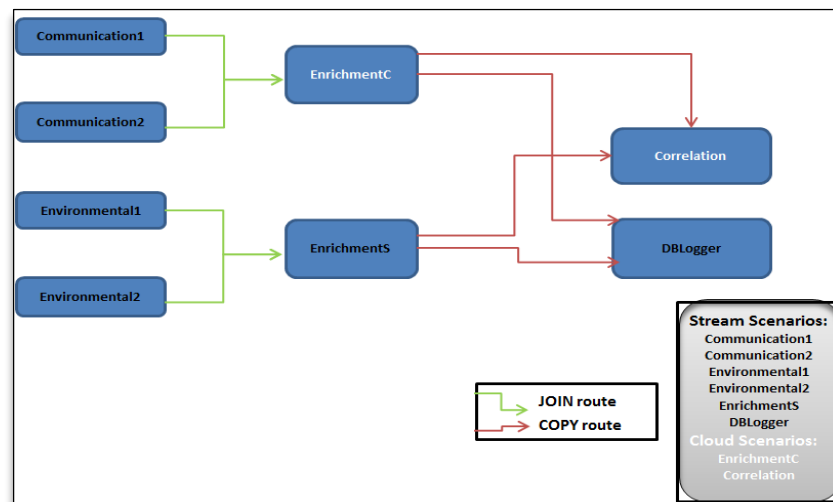 Communication1
EnrichmentC
Communication2
Correlation
Environmental1
EnrichmentS
DBLogger
Environmental2
JOIN route
COPY route
Stream Scenarios:
Communication1
Communication2
Environmental1
Environmental2
EnrichmentS
DBLogger
Cloud Scenarios:
EnrichmentC
Correlation